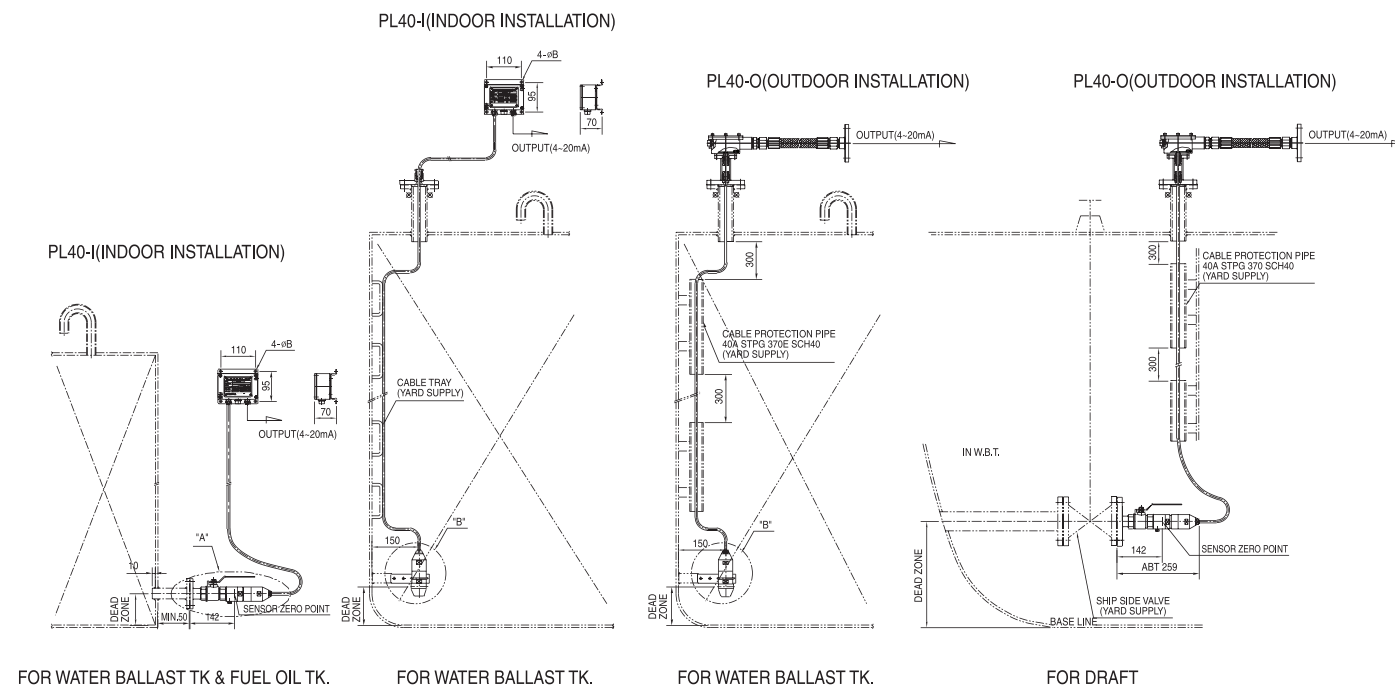 PL40-I(INDOOR INSTALLATION)
110
4-øB
95
70
OUTPUT(4~20mA)
"A"
10
DEAD
ZONE
MIN.50
142
SENSOR ZERO POINT
FOR WATER BALLAST TK & FUEL OIL TK.
PL40-I(INDOOR INSTALLATION)
110
4-øB
95
70
OUTPUT(4~20mA)
CABLE TRAY
(YARD SUPPLY)
"B"
150
DEAD
ZONE
FOR WATER BALLAST TK.
PL40-O(OUTDOOR INSTALLATION)
OUTPUT(4~20mA)
300
CABLE PROTECTION PIPE
40A STPG 370E SCH40
(YARD SUPPLY)
300
"B"
150
DEAD
ZONE
FOR WATER BALLAST TK.
PL40-O(OUTDOOR INSTALLATION)
OUTPUT(4~20mA)
300
CABLE PROTECTION PIPE
40A STPG 370 SCH40
(YARD SUPPLY)
300
IN W.B.T.
142
SENSOR ZERO POINT
ABT 259
DEAD ZONE
SHIP SIDE VALVE
(YARD SUPPLY)
BASE LINE
FOR DRAFT